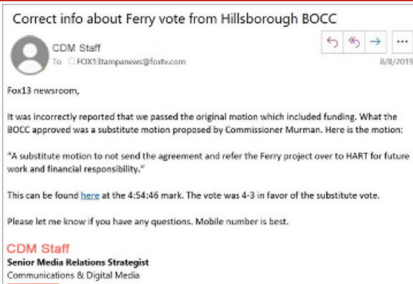 Correct info about Ferry vote from Hillsborough BOCC
CDM Staff
To FOX13tampanews@foxtv.com
8/8/2019
Fox13 newsroom,
It was incorrectly reported that we passed the original motion which included funding. What the
BOCC approved was a substitute motion proposed by Commissioner Murman. Here is the motion:
"A substitute motion to not send the agreement and refer the Ferry project over to HART for future
work and financial responsibility."
This can be found here at the 4:54:46 mark. The vote was 4-3 in favor of the substitute vote.
Please let me know if you have any questions. Mobile number is best.
CDM Staff
Senior Media Relations Strategist
Communications & Digital Media